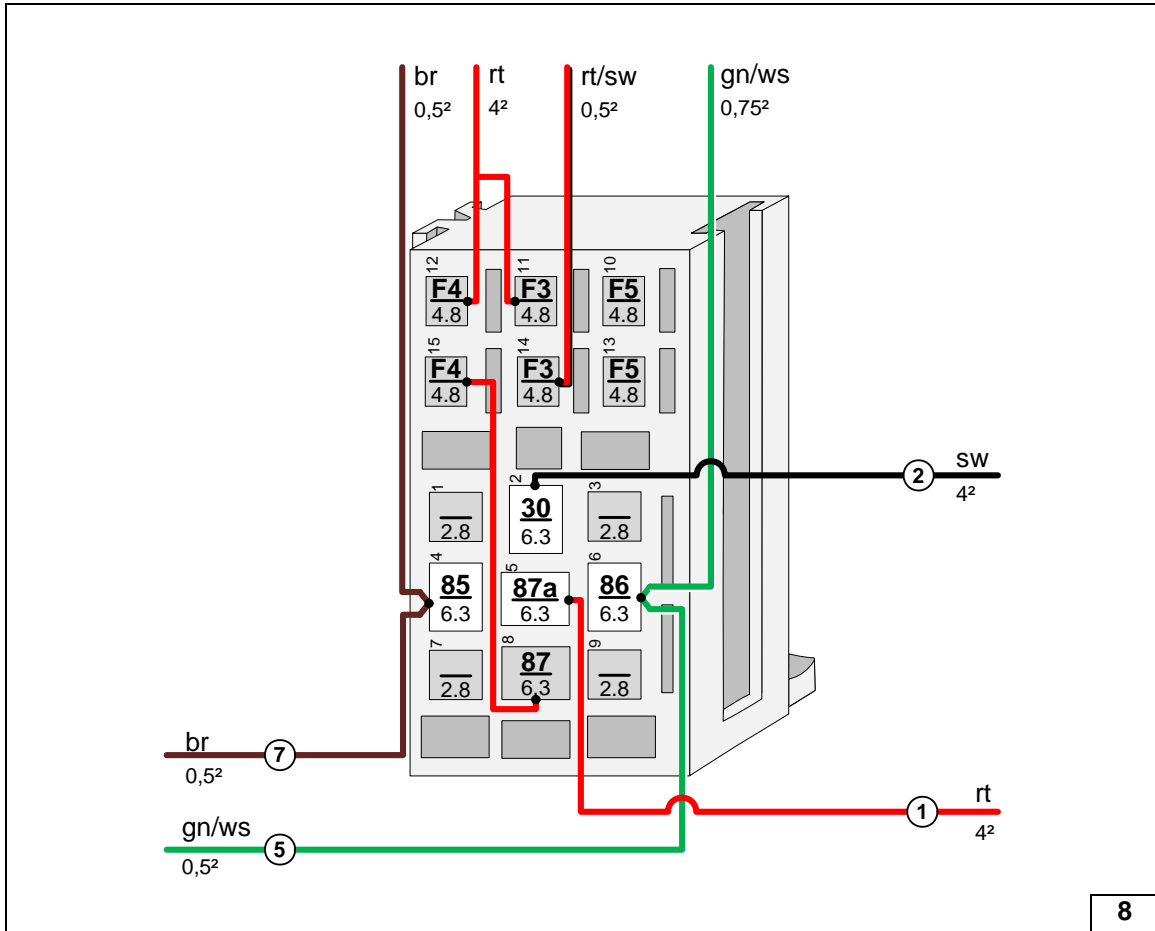 br rt rt/sw gn/ws
0,5² 4² 0,5² 0,75²
12 11 10
F4 F3 F5
4.8 4.8 4.8
15 14 13
F4 F3 F5
4.8 4.8 4.8
sw
2
4²
1 2 3
30
2.8 6.3 2.8
4 5 6
85 87a 86
6.3 6.3 6.3
7 8 9
87
2.8 6.3 2.8
br
7
0,5²
rt
1
4²
gn/ws
5
0,5²
8